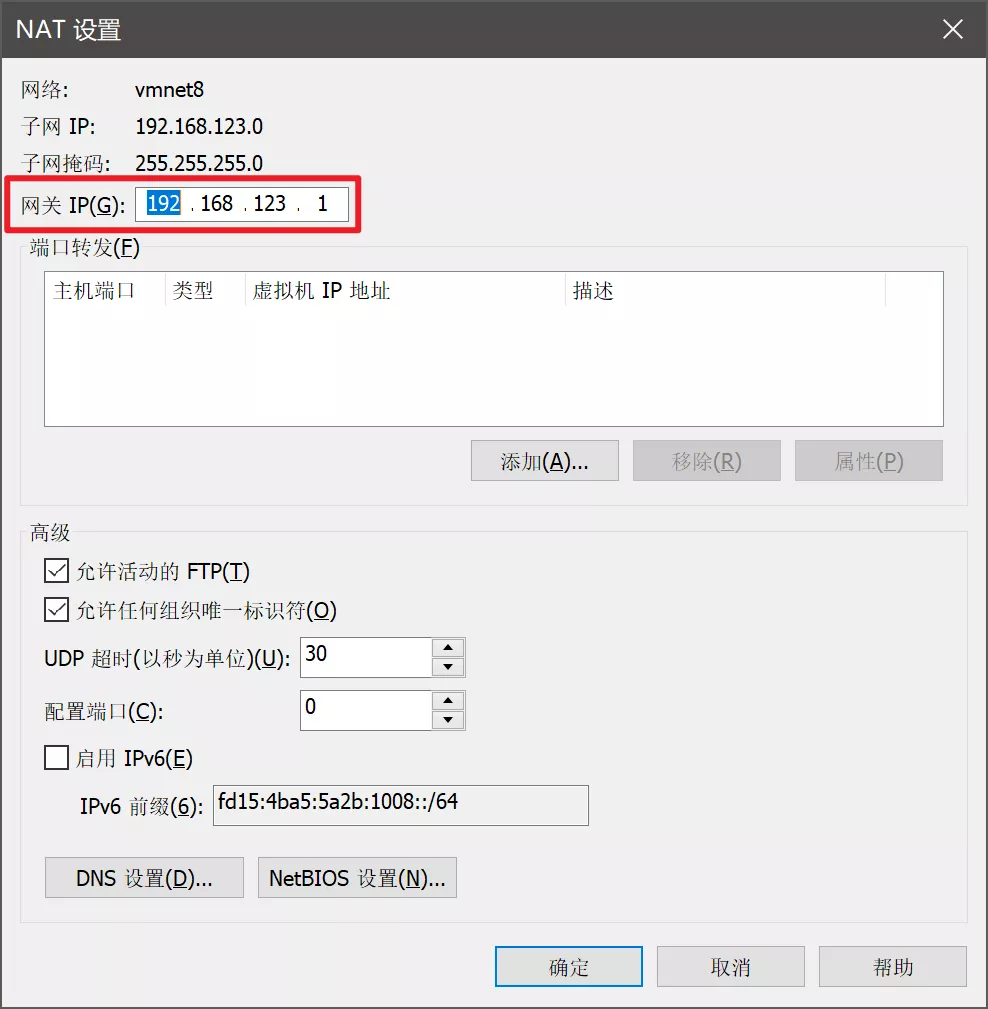 NAT 设置
网络: vmnet8
子网 IP: 192.168.123.0
子网掩码: 255.255.255.0
网关 IP(G): 192 . 168 . 123 . 1
端口转发(F)
主机端口 类型 虚拟机 IP 地址 描述
添加(A)... 移除(R) 属性(P)
高级
允许活动的 FTP(T)
允许任何组织唯一标识符(O)
UDP 超时(以秒为单位)(U): 30
配置端口(C): 0
启用 IPv6(E)
IPv6 前缀(6): fd15:4ba5:5a2b:1008::/64
DNS 设置(D)... NetBIOS 设置(N)...
确定 取消 帮助